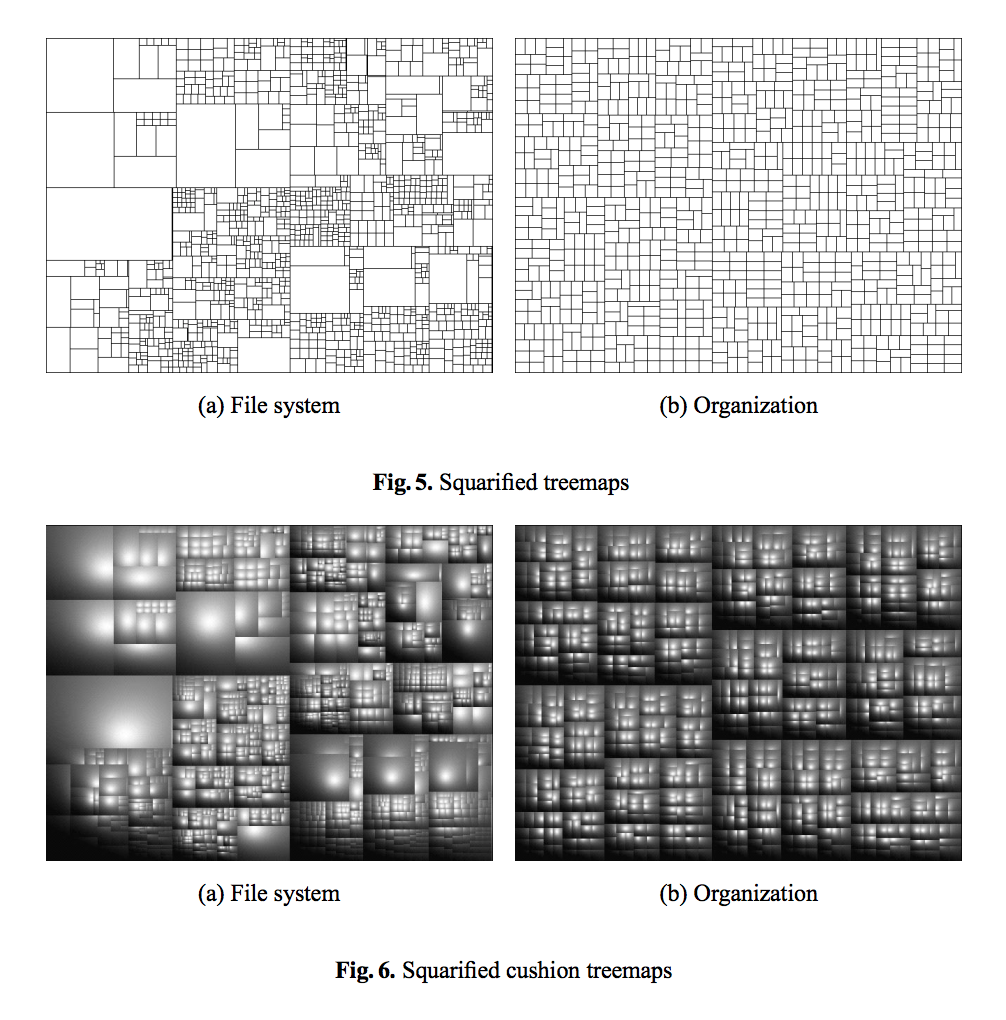 (a) File system
(b) Organization
Fig. 5. Squarified treemaps
(a) File system
(b) Organization
Fig. 6. Squarified cushion treemaps